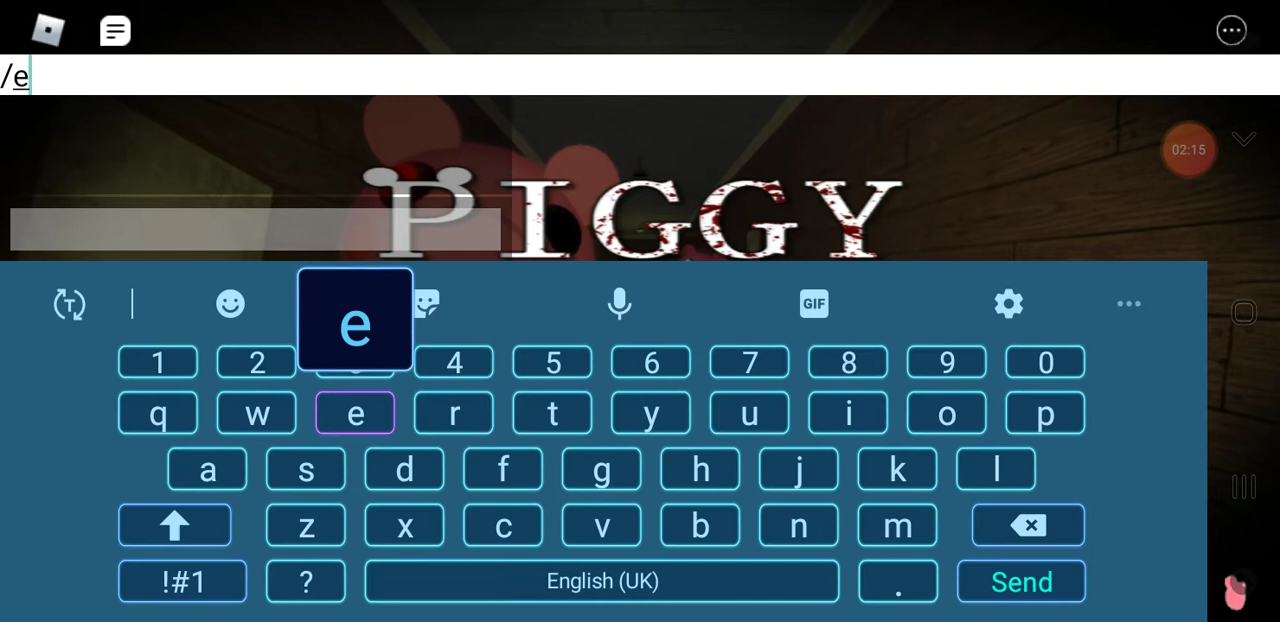 /e
02:15
PIGGY
T
GIF
e
1 2 4 5 6 7 8 9 0
q w e r t y u i o p
a s d f g h j k l
z x c v b n m
!#1 ? English (UK) . Send